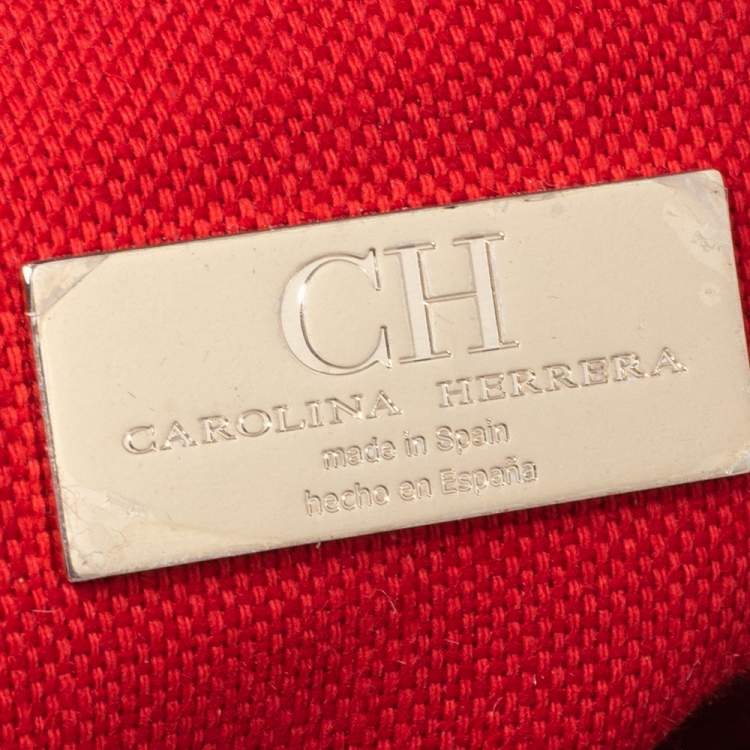 CH
CAROLINA HERRERA
made in Spain
hecho en España